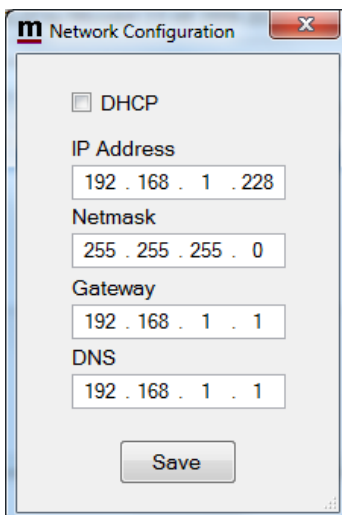 m Network Configuration
DHCP
IP Address
192 . 168 . 1 . 228
Netmask
255 . 255 . 255 . 0
Gateway
192 . 168 . 1 . 1
DNS
192 . 168 . 1 . 1
Save